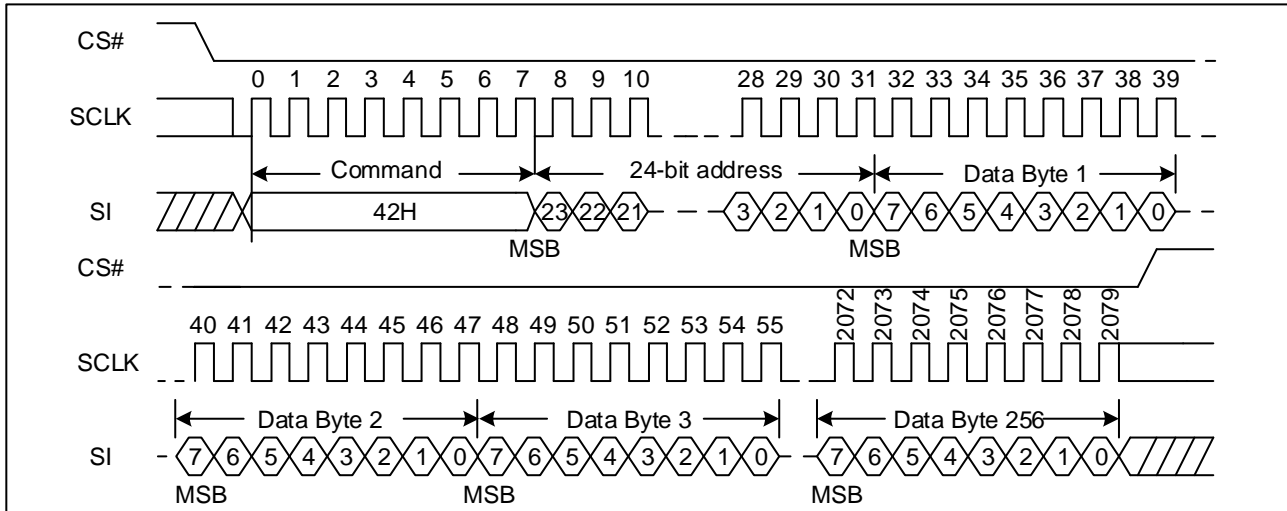 CS#
0 1 2 3 4 5 6 7 8 9 10 28 29 30 31 32 33 34 35 36 37 38 39
SCLK
Command 24-bit address Data Byte 1
SI 42H 23 22 21 3 2 1 0 7 6 5 4 3 2 1 0
MSB MSB
CS#
40 41 42 43 44 45 46 47 48 49 50 51 52 53 54 55 2072 2073 2074 2075 2076 2077 2078 2079
SCLK
Data Byte 2 Data Byte 3 Data Byte 256
SI 7 6 5 4 3 2 1 0 7 6 5 4 3 2 1 0 7 6 5 4 3 2 1 0
MSB MSB MSB